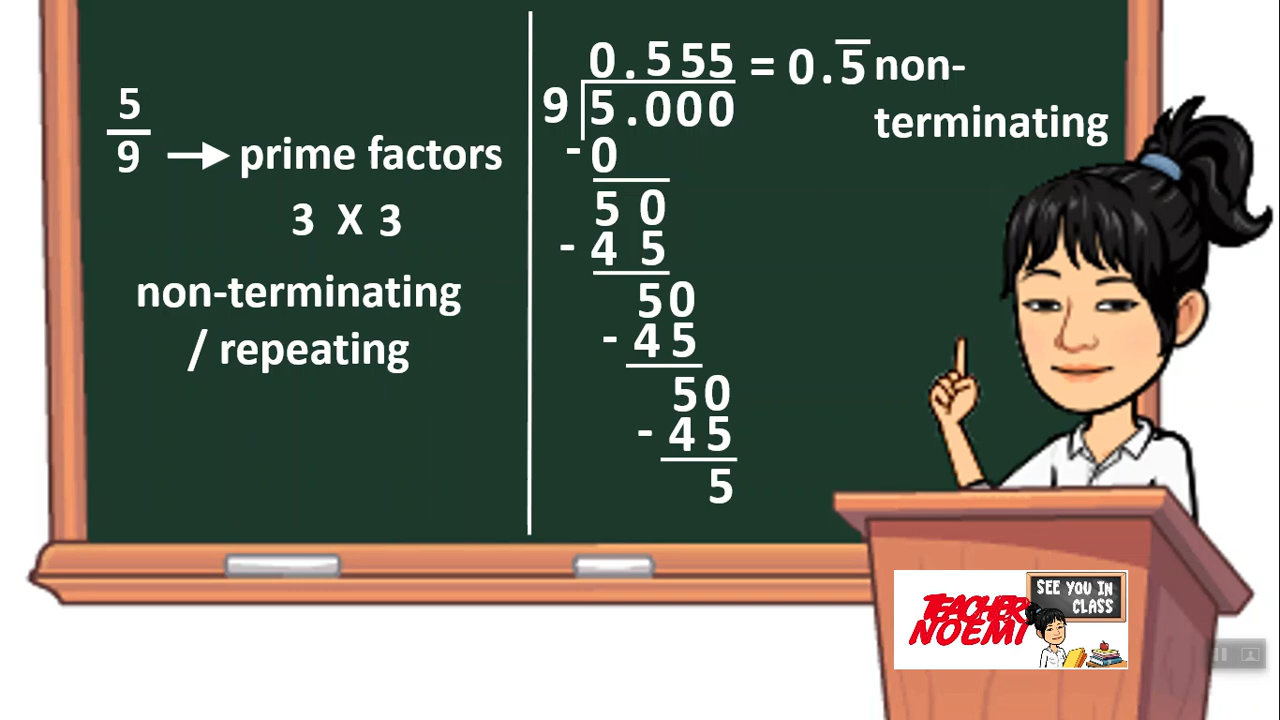 5
9 → prime factors
3 X 3
non-terminating
/ repeating
0.555 = 0.5̅ non-
terminating
9 5.000
- 0
50
- 45
50
- 45
50
- 45
5
TEACHER
NOEMI
SEE YOU IN
CLASS